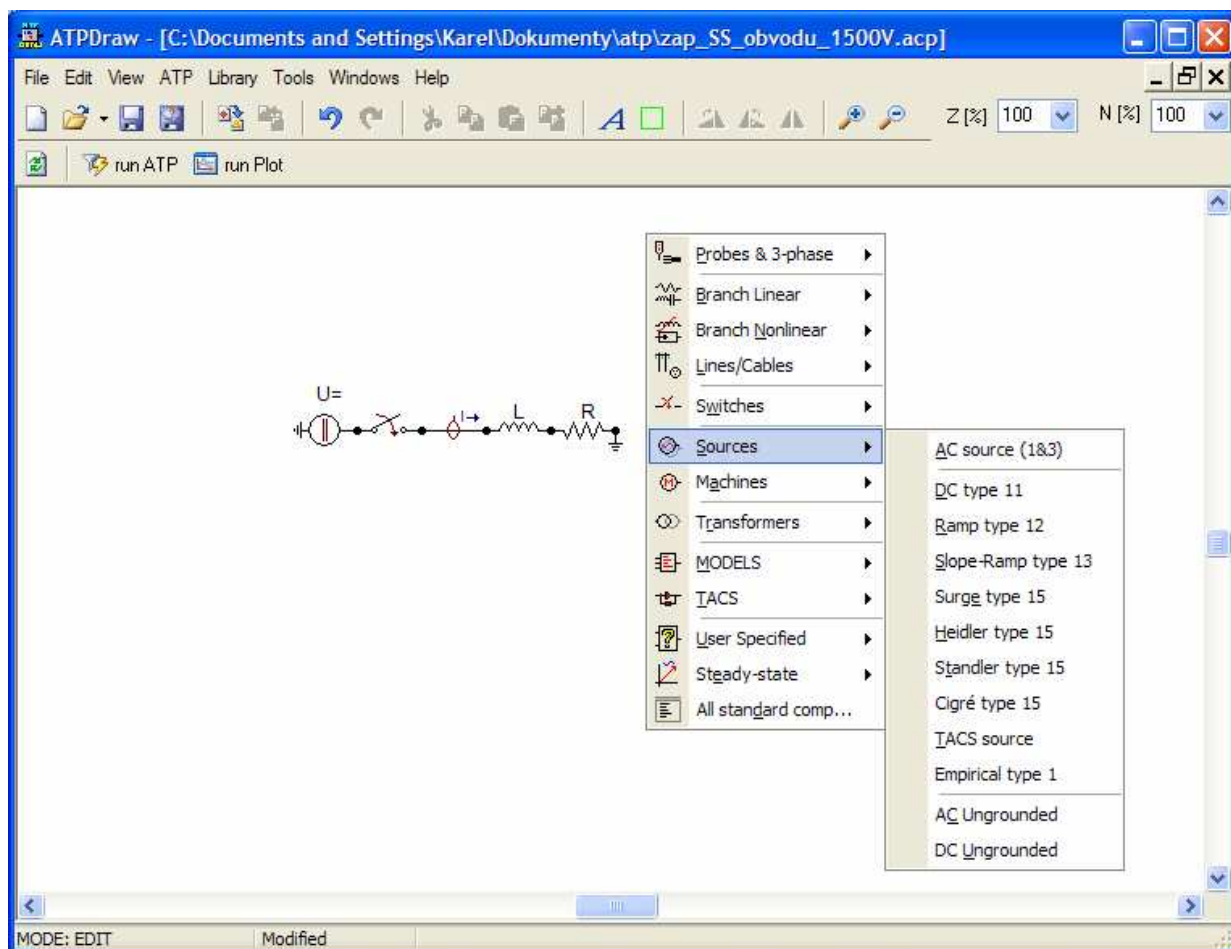 ATPDraw - [C:\Documents and Settings\Karel\Dokumenty\atp\zap_SS_obvodu_1500V.acp]
File Edit View ATP Library Tools Windows Help
A Z [%] 100 N [%] 100
run ATP run Plot
U=
I
L
R
Probes & 3-phase
Branch Linear
Branch Nonlinear
Lines/Cables
Switches
Sources
Machines
Transformers
MODELS
TACS
User Specified
Steady-state
All standard comp...
AC source (1&3)
DC type 11
Ramp type 12
Slope-Ramp type 13
Surge type 15
Heidler type 15
Standler type 15
Cigré type 15
TACS source
Empirical type 1
AC Ungrounded
DC Ungrounded
MODE: EDIT Modified